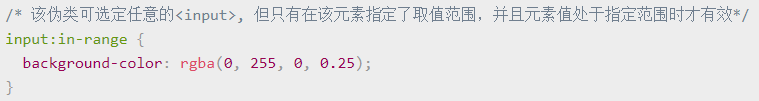 /* 该伪类可选定任意的<input>, 但只有在该元素指定了取值范围，并且元素值处于指定范围时才有效*/
input:in-range {
  background-color: rgba(0, 255, 0, 0.25);
}